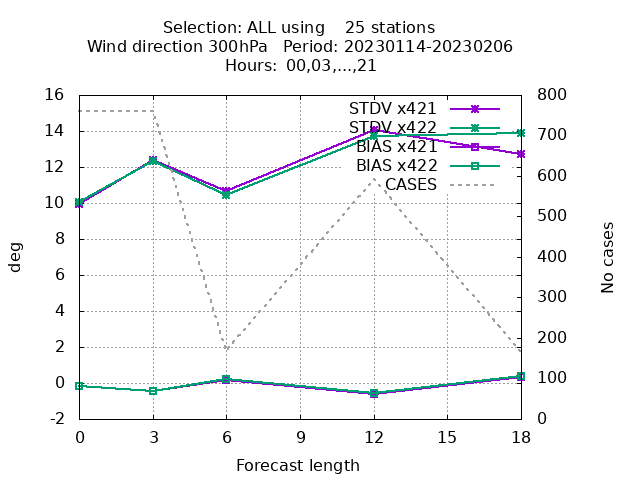 Selection: ALL using 25 stations
Wind direction 300hPa Period: 20230114-20230206
Hours: 00,03,...,21
STDV x421
STDV x422
BIAS x421
BIAS x422
CASES
16
14
12
10
8
6
4
2
0
-2
deg
800
700
600
500
400
300
200
100
0
No cases
0 3 6 9 12 15 18
Forecast length